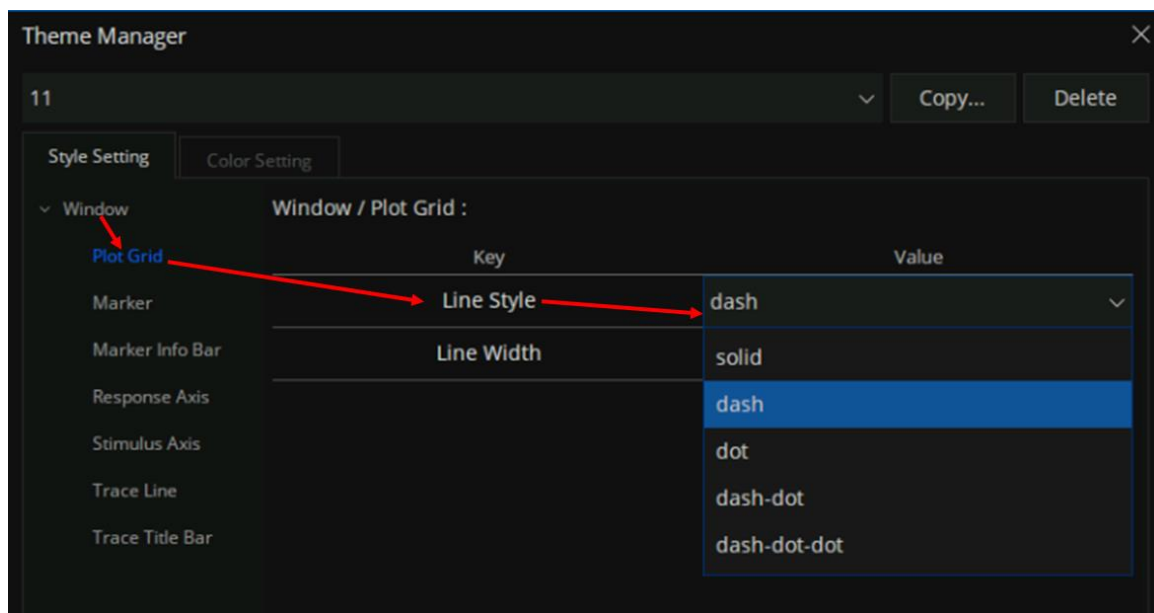 Theme Manager
11
Copy...
Delete
Style Setting
Color Setting
Window
Plot Grid
Marker
Marker Info Bar
Response Axis
Stimulus Axis
Trace Line
Trace Title Bar
Window / Plot Grid :
Key Value
Line Style dash
Line Width
solid
dash
dot
dash-dot
dash-dot-dot